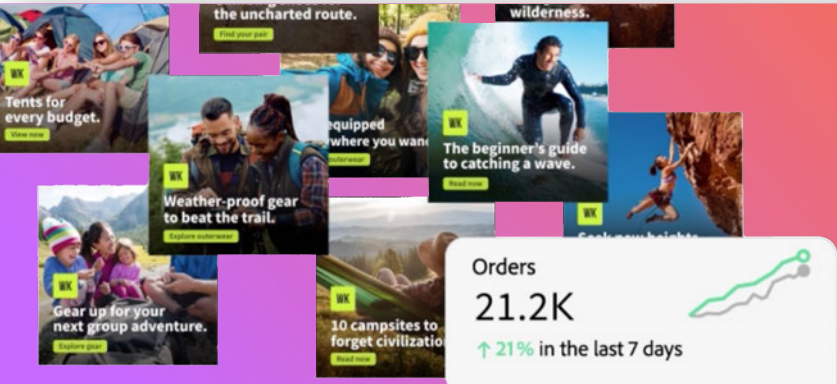 the uncharted route.
Find your pair
wilderness.
WK
Tents for
every budget.
View now
equipped
where you
outerwear
WK
The beginner's guide
to catching a wave.
Read now
WK
Weather-proof gear
to beat the trail.
Explore outerwear
WK
WK
Gear up for your
next group adventure.
Explore gear
WK
10 campsites to
forget
Read now
Orders
21.2K
↑ 21% in the last 7 days